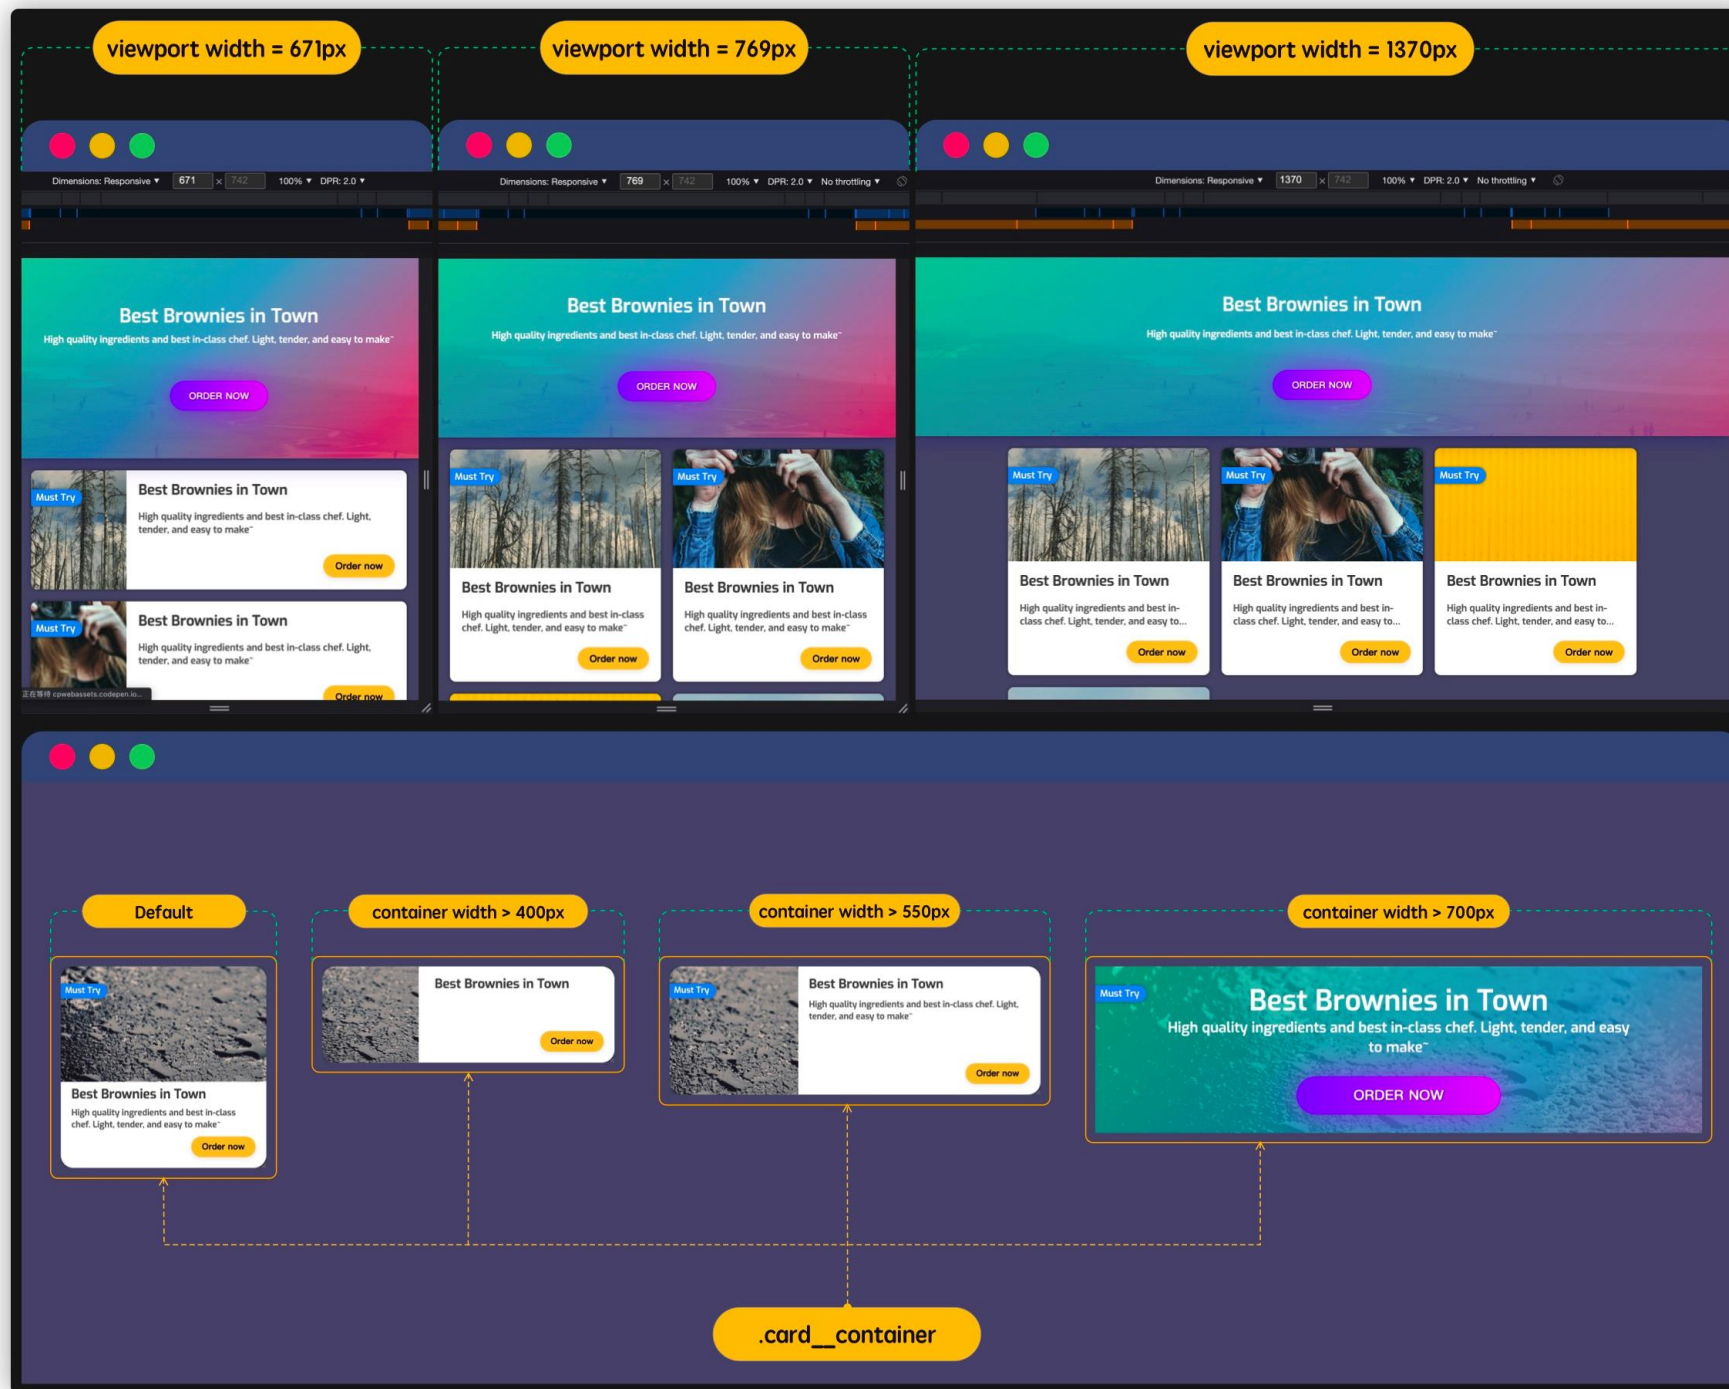 viewport width = 671px
Dimensions: Responsive ▼ 671 × 742 100% ▼ DPR: 2.0 ▼
Best Brownies in Town
High quality ingredients and best in-class chef. Light, tender, and easy to make~
ORDER NOW
Must Try
Best Brownies in Town
High quality ingredients and best in-class chef. Light,
tender, and easy to make~
Order now
Must Try
Best Brownies in Town
High quality ingredients and best in-class chef. Light,
tender, and easy to make~
Order now
正在等待 cpwebassets.codepen.io...
viewport width = 769px
Dimensions: Responsive ▼ 769 × 742 100% ▼ DPR: 2.0 ▼ No throttling ▼
Best Brownies in Town
High quality ingredients and best in-class chef. Light, tender, and easy to make~
ORDER NOW
Must Try
Best Brownies in Town
High quality ingredients and best in-class
chef. Light, tender, and easy to make~
Order now
Must Try
Best Brownies in Town
High quality ingredients and best in-class
chef. Light, tender, and easy to make~
Order now
viewport width = 1370px
Dimensions: Responsive ▼ 1370 × 742 100% ▼ DPR: 2.0 ▼ No throttling ▼
Best Brownies in Town
High quality ingredients and best in-class chef. Light, tender, and easy to make~
ORDER NOW
Must Try
Best Brownies in Town
High quality ingredients and best in-
class chef. Light, tender, and easy to...
Order now
Must Try
Best Brownies in Town
High quality ingredients and best in-
class chef. Light, tender, and easy to...
Order now
Must Try
Best Brownies in Town
High quality ingredients and best in-
class chef. Light, tender, and easy to...
Order now
Default
Must Try
Best Brownies in Town
High quality ingredients and best in-class
chef. Light, tender, and easy to make~
Order now
container width > 400px
Best Brownies in Town
Order now
container width > 550px
Must Try
Best Brownies in Town
High quality ingredients and best in-class chef. Light,
tender, and easy to make~
Order now
container width > 700px
Must Try
Best Brownies in Town
High quality ingredients and best in-class chef. Light, tender, and easy
to make~
ORDER NOW
.card__container